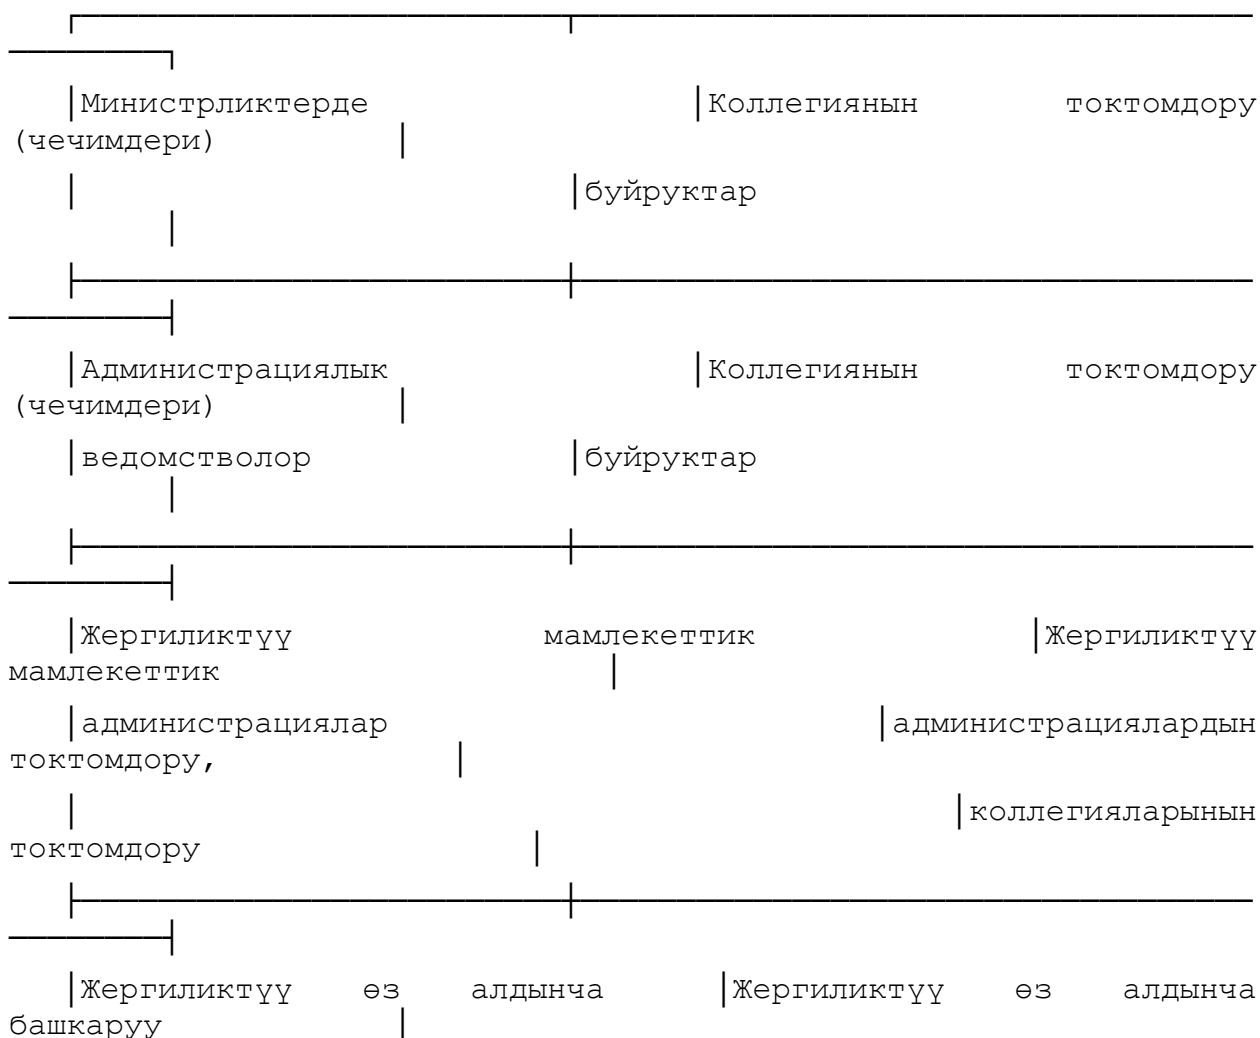 Министрликтерде Коллегиянын токтомдору
(чечимдери)
буйруктар
Администрациялык Коллегиянын токтомдору
(чечимдери)
ведомстволор буйруктар
Жергиликтүү мамлекеттик Жергиликтүү
мамлекеттик
администрациялар администрациялардын
токтомдору,
коллегияларынын
токтомдору
Жергиликтүү өз алдынча Жергиликтүү өз алдынча
башкаруу